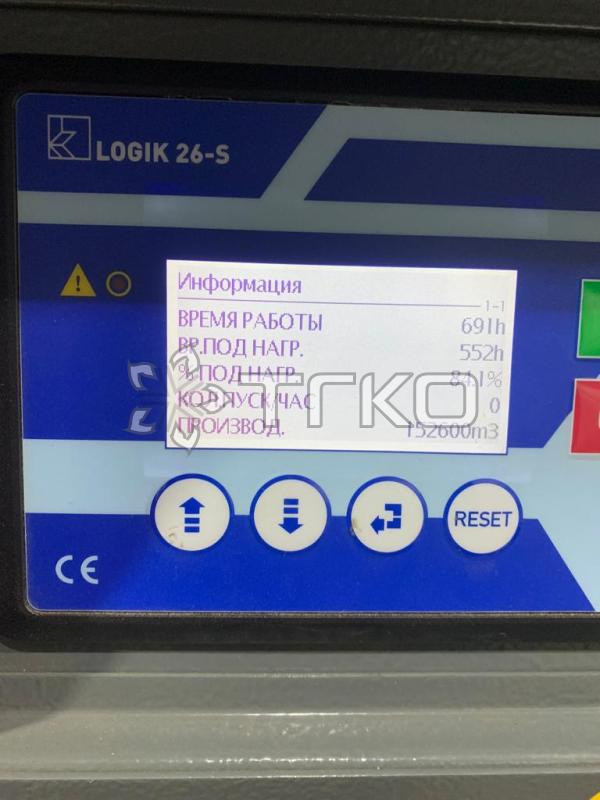 LOGIK 26-S
Информация
1-1
ВРЕМЯ РАБОТЫ 691h
ВР.ПОД НАГР. 552h
%.ПОД НАГР. 84.1%
КОЛ.ПУСК/ЧАС 0
ПРОИЗВОД. 152600m3
ТГКО
RESET
CE